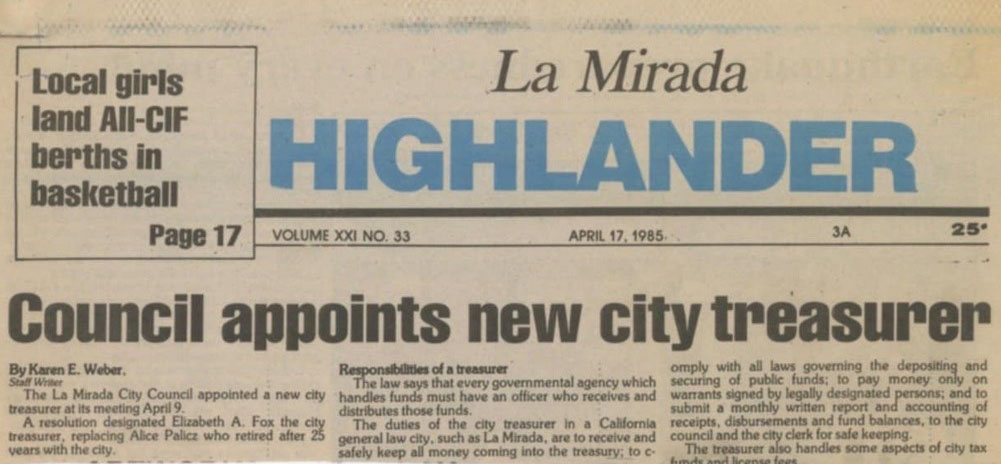 Local girls
land All-CIF
berths in
basketball
Page 17
La Mirada
HIGHLANDER
VOLUME XXI NO. 33 APRIL 17, 1985 3A 25¢
Council appoints new city treasurer
By Karen E. Weber,
Staff Writer
The La Mirada City Council appointed a new city
treasurer at its meeting April 9.
A resolution designated Elizabeth A. Fox the city
treasurer, replacing Alice Palicz who retired after 25
years with the city.
Responsibilities of a treasurer
The law says that every governmental agency which
handles funds must have an officer who receives and
distributes those funds.
The duties of the city treasurer in a California
general law city, such as La Mirada, are to receive and
safely keep all money coming into the treasury; to c-
omply with all laws governing the depositing and
securing of public funds; to pay money only on
warrants signed by legally designated persons; and to
submit a monthly written report and accounting of
receipts, disbursements and fund balances, to the city
council and the city clerk for safe keeping.
The treasurer also handles some aspects of city tax
funds and license fees